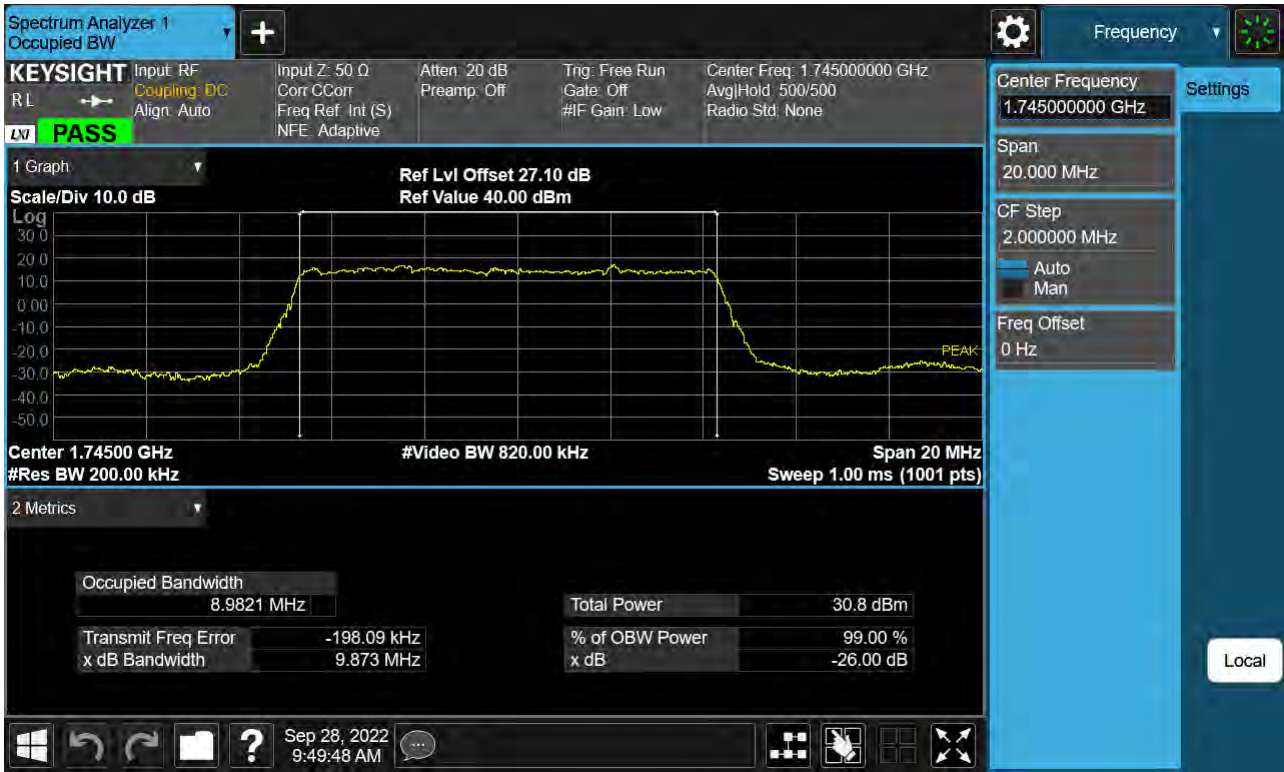 Spectrum Analyzer 1
Occupied BW
+
Frequency
KEYSIGHT
R L
LXI
PASS
Input: RF
Coupling: DC
Align: Auto
Input Z: 50 Ω
Corr CCorr
Freq Ref: Int (S)
NFE: Adaptive
Atten: 20 dB
Preamp: Off
Trig: Free Run
Gate: Off
#IF Gain: Low
Center Freq: 1.745000000 GHz
Avg|Hold: 500/500
Radio Std: None
Center Frequency
1.745000000 GHz
Settings
Span
20.000 MHz
CF Step
2.000000 MHz
Auto
Man
Freq Offset
0 Hz
Local
1 Graph
Scale/Div 10.0 dB
Ref Lvl Offset 27.10 dB
Ref Value 40.00 dBm
Log
30.0
20.0
10.0
0.00
-10.0
-20.0
-30.0
-40.0
-50.0
PEAK
Center 1.74500 GHz
#Res BW 200.00 kHz
#Video BW 820.00 kHz
Span 20 MHz
Sweep 1.00 ms (1001 pts)
2 Metrics
Occupied Bandwidth
8.9821 MHz
Transmit Freq Error -198.09 kHz
x dB Bandwidth 9.873 MHz
Total Power 30.8 dBm
% of OBW Power 99.00 %
x dB -26.00 dB
?
Sep 28, 2022
9:49:48 AM